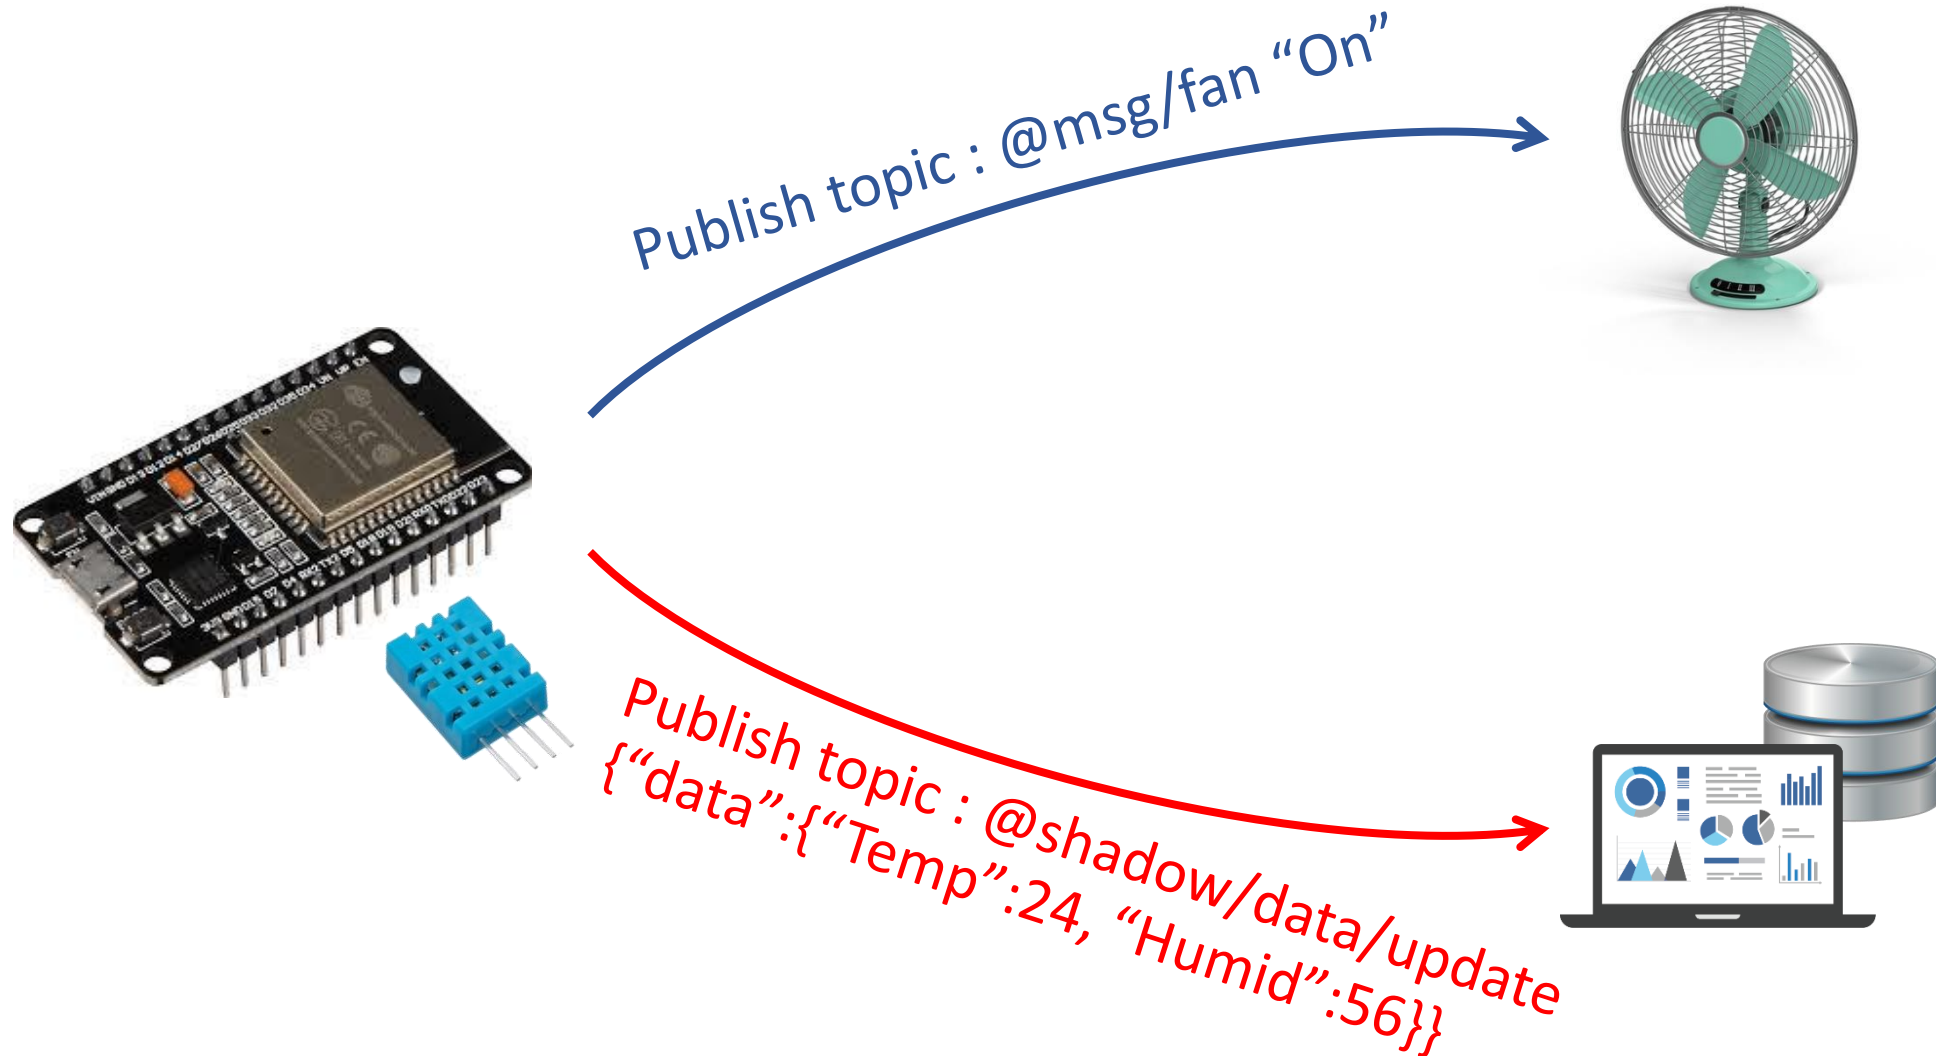 Publish topic : @msg/fan “On”
Publish topic : @shadow/data/update
{“data”:{“Temp”:24, “Humid”:56}}